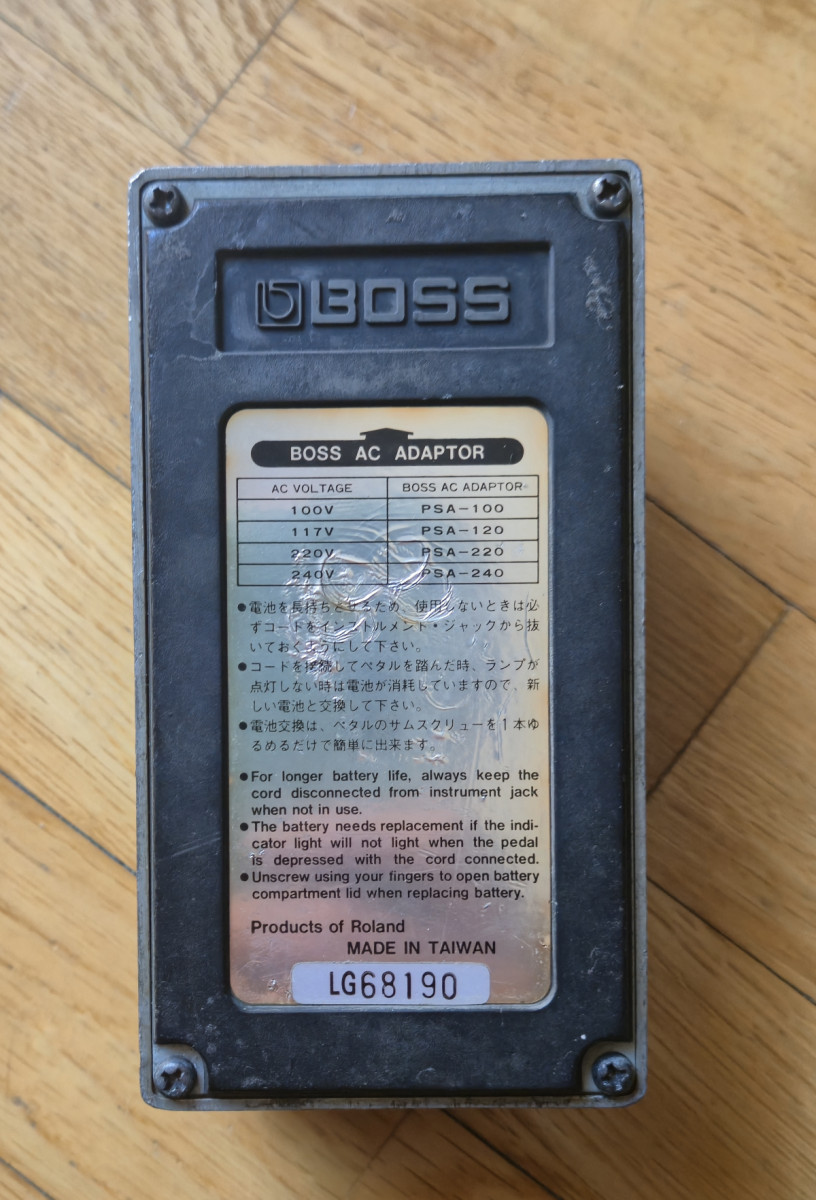 BOSS
BOSS AC ADAPTOR
AC VOLTAGE BOSS AC ADAPTOR
100V PSA-100
117V PSA-120
220V PSA-220
240V PSA-240
●電池を長持ちさせるため、使用しないときは必
ずコードをインストルメント・ジャックから抜
いておくようにして下さい。
●コードを接続してペタルを踏んだ時、ランプが
点灯しない時は電池が消耗していますので、新
しい電池と交換して下さい。
●電池交換は、ペタルのサムスクリューを1本ゆ
るめるだけで簡単に出来ます。
●For longer battery life, always keep the
cord disconnected from instrument jack
when not in use.
●The battery needs replacement if the indi-
cator light will not light when the pedal
is depressed with the cord connected.
●Unscrew using your fingers to open battery
compartment lid when replacing battery.
Products of Roland
MADE IN TAIWAN
LG68190